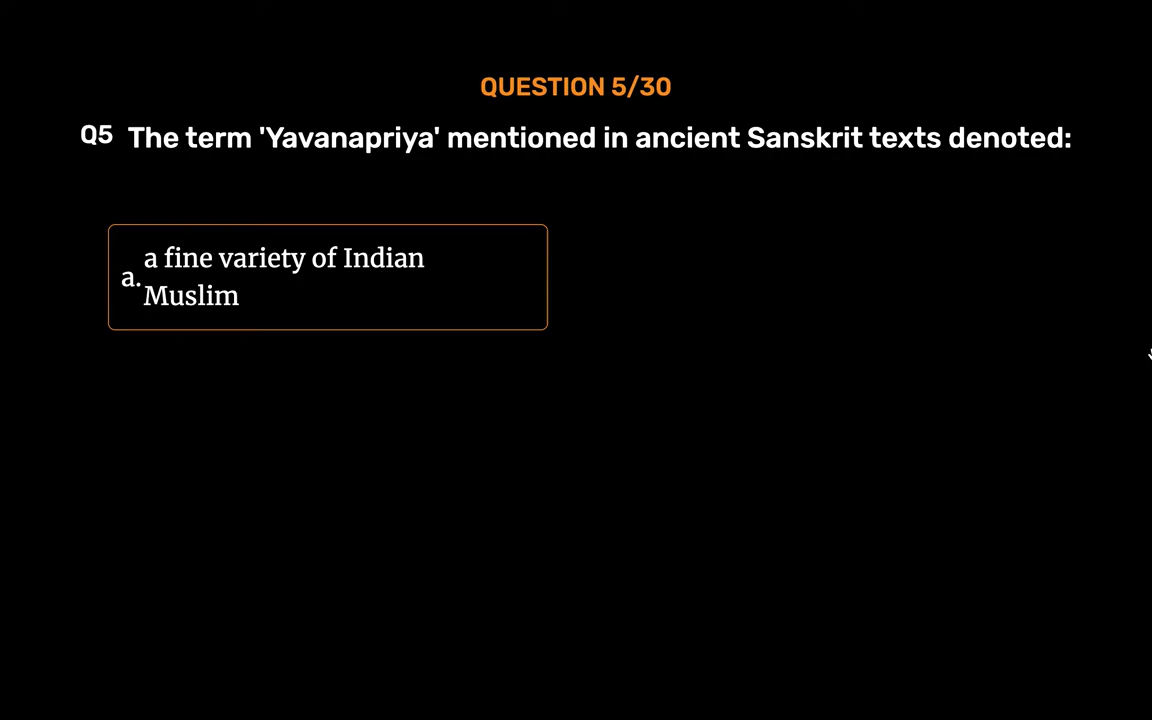 QUESTION 5/30
Q5 The term 'Yavanapriya' mentioned in ancient Sanskrit texts denoted:
a. a fine variety of Indian
Muslim